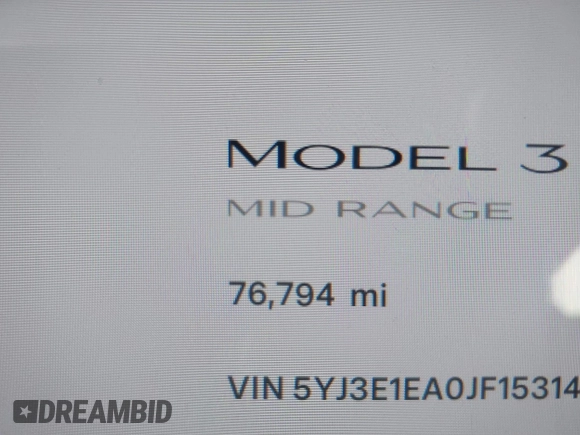 MODEL 3
MID RANGE
76,794 mi
VIN 5YJ3E1EA0JF15314
DREAMBID